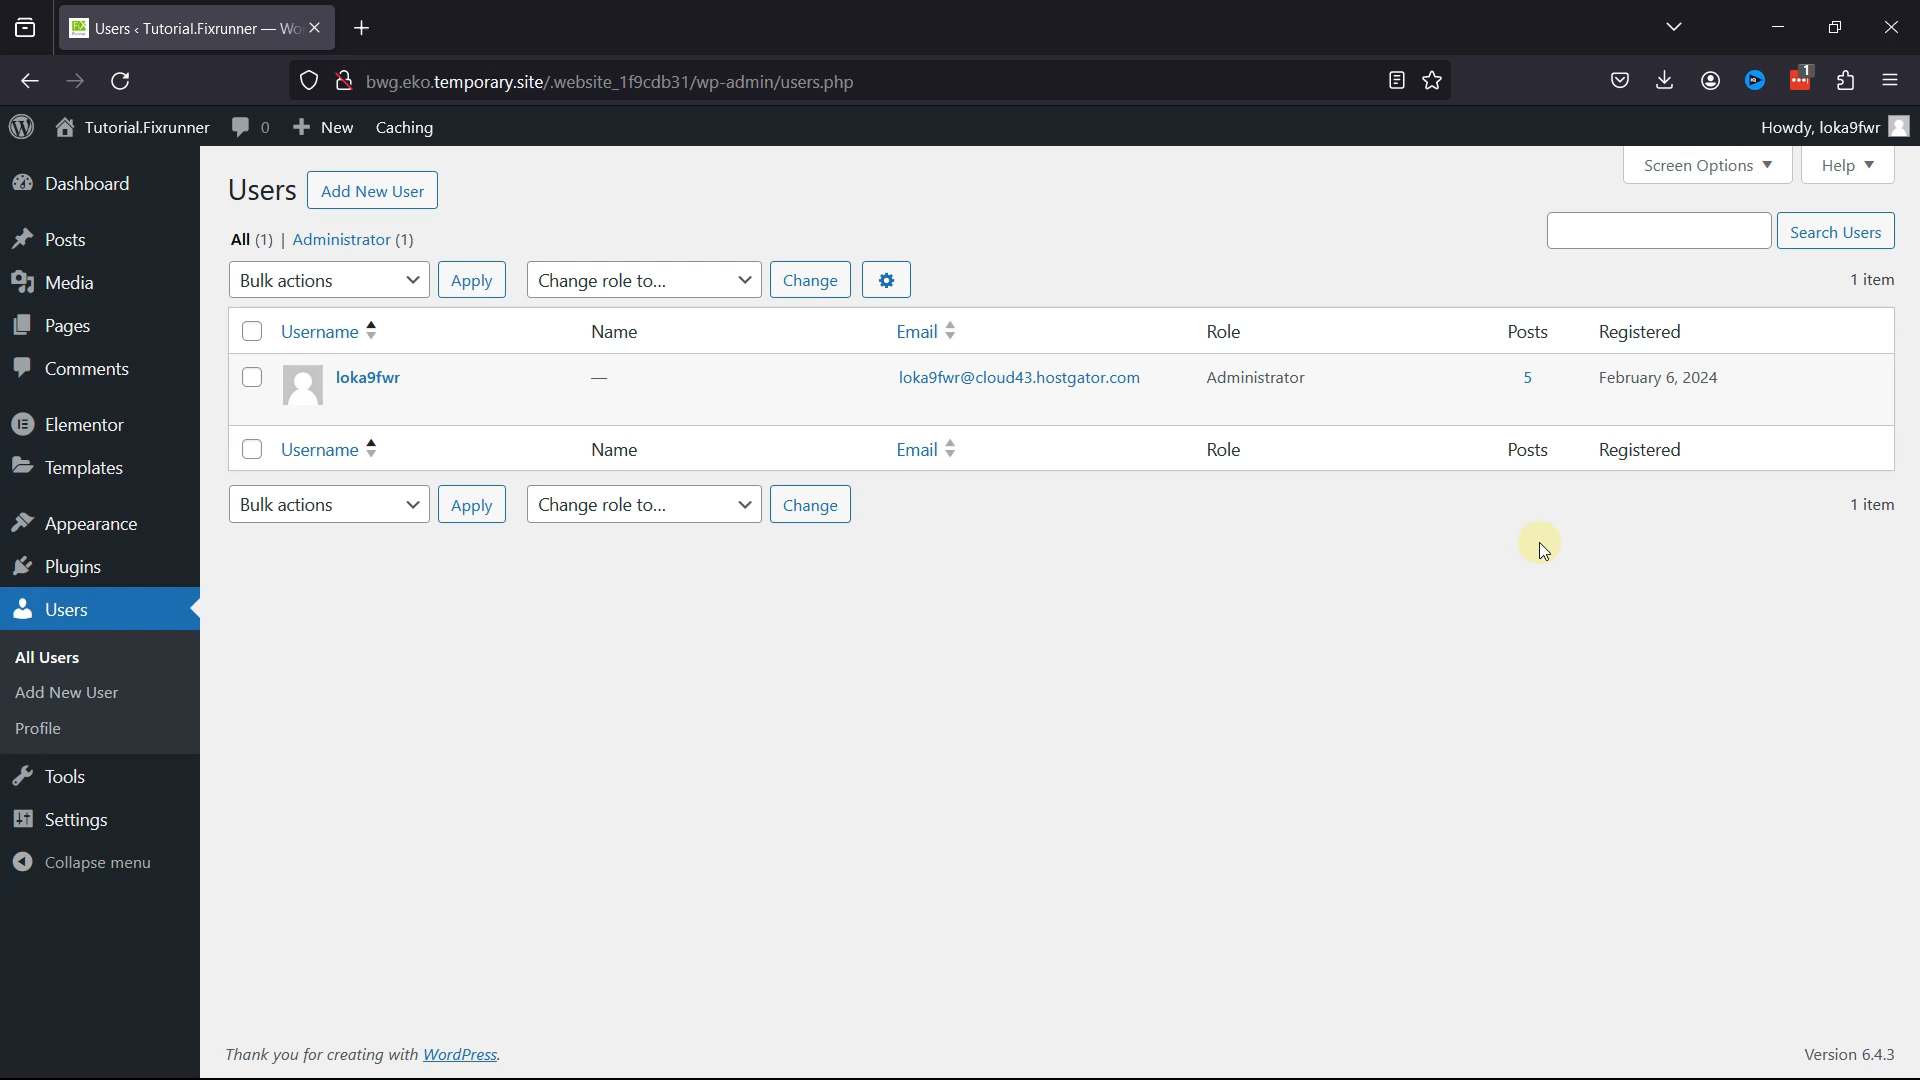 Users ‹ Tutorial.Fixrunner — Wo
bwg.eko.temporary.site/.website_1f9cdb31/wp-admin/users.php
1
Tutorial.Fixrunner 0 New Caching Howdy, loka9fwr
Dashboard
Posts
Media
Pages
Comments
Elementor
Templates
Appearance
Plugins
Users
All Users
Add New User
Profile
Tools
Settings
Collapse menu
Screen Options Help
Users Add New User
All (1) | Administrator (1)
Search Users
Bulk actions Apply Change role to... Change 1 item
Username Name Email Role Posts Registered
loka9fwr — loka9fwr@cloud43.hostgator.com Administrator 5 February 6, 2024
Username Name Email Role Posts Registered
Bulk actions Apply Change role to... Change 1 item
Thank you for creating with WordPress. Version 6.4.3